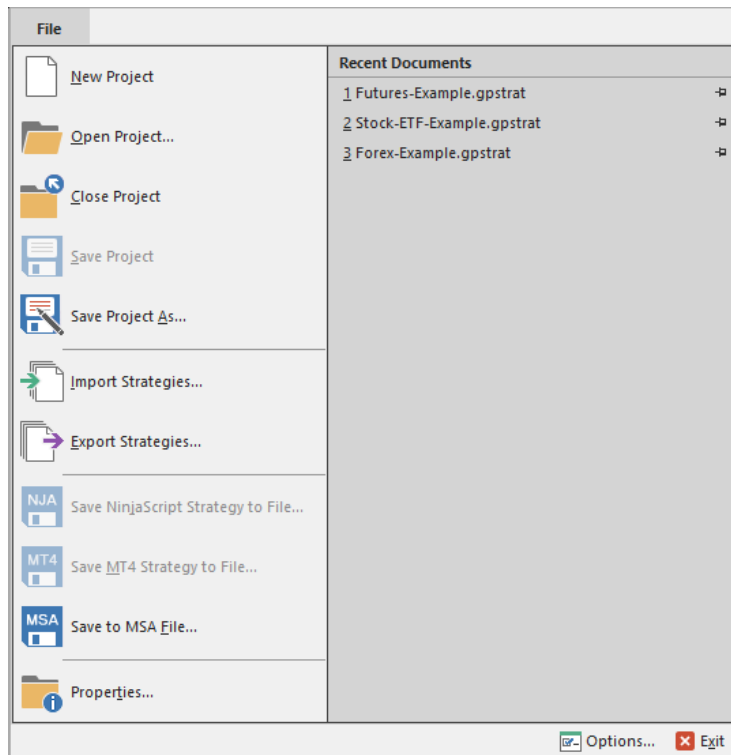 File
New Project
Open Project...
Close Project
Save Project
Save Project As...
Import Strategies...
Export Strategies...
NJA
Save NinjaScript Strategy to File...
MT4
Save MT4 Strategy to File...
MSA
Save to MSA File...
Properties...
Recent Documents
1 Futures-Example.gpstrat
2 Stock-ETF-Example.gpstrat
3 Forex-Example.gpstrat
Options...
Exit